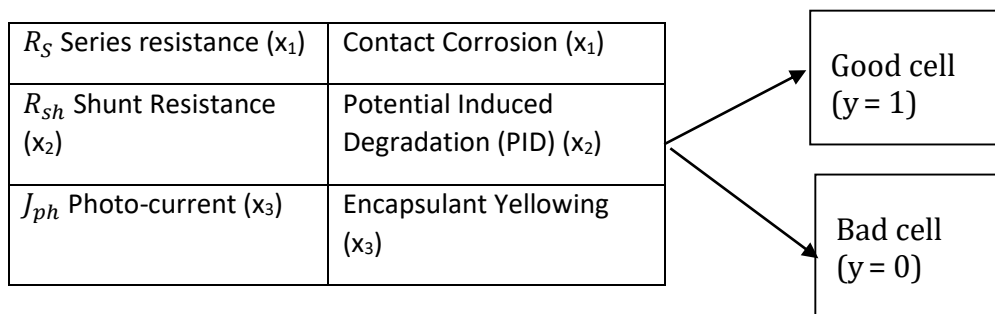 R_S Series resistance (x₁)
Contact Corrosion (x₁)
R_sh Shunt Resistance
(x₂)
Potential Induced
Degradation (PID) (x₂)
J_ph Photo-current (x₃)
Encapsulant Yellowing
(x₃)
Good cell
(y = 1)
Bad cell
(y = 0)